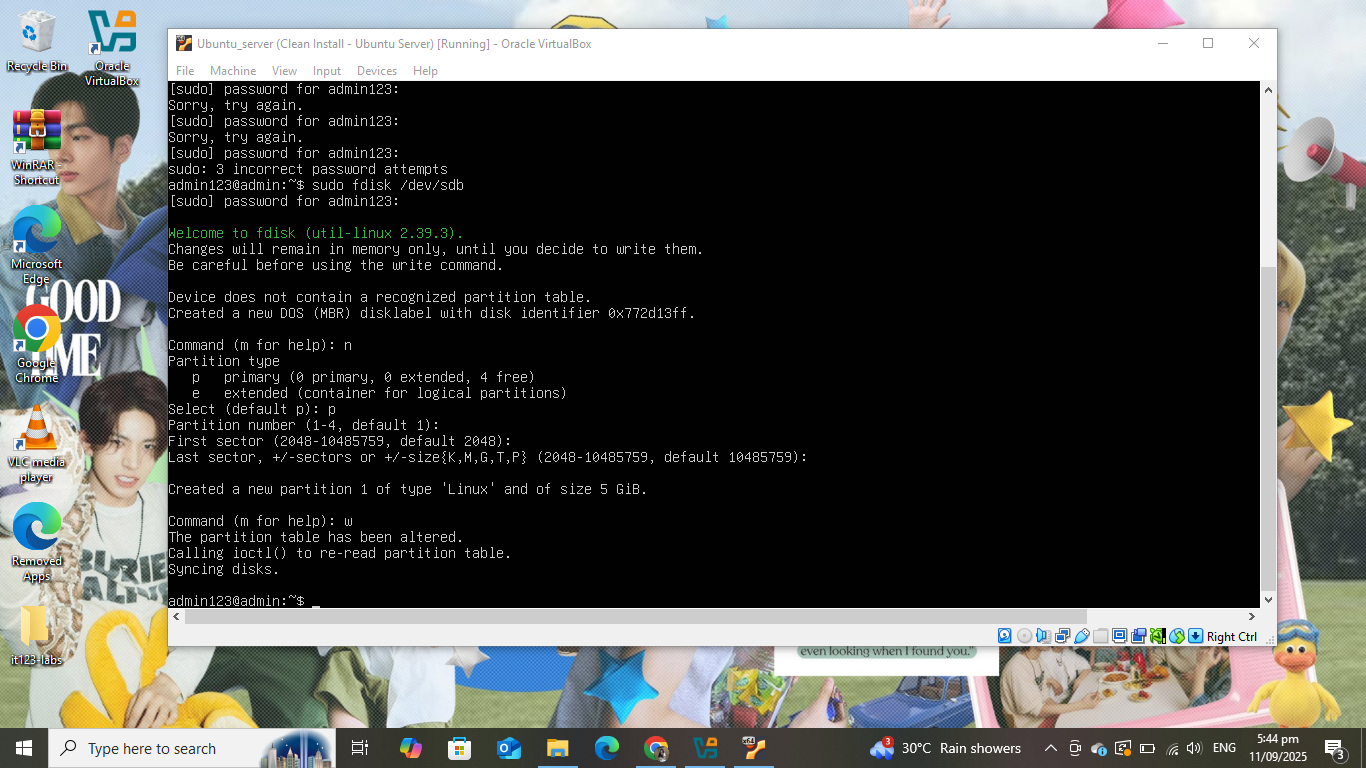 Recycle Bin
Oracle VirtualBox
WinRAR - Shortcut
Microsoft Edge
GOOD TIME
Google Chrome
VLC media player
Removed Apps
it123-labs
Ubuntu_server (Clean Install - Ubuntu Server) [Running] - Oracle VirtualBox
File Machine View Input Devices Help
[sudo] password for admin123:
Sorry, try again.
[sudo] password for admin123:
Sorry, try again.
[sudo] password for admin123:
sudo: 3 incorrect password attempts
admin123@admin:~$ sudo fdisk /dev/sdb
[sudo] password for admin123:
Welcome to fdisk (util-linux 2.39.3).
Changes will remain in memory only, until you decide to write them.
Be careful before using the write command.
Device does not contain a recognized partition table.
Created a new DOS (MBR) disklabel with disk identifier 0x772d13ff.
Command (m for help): n
Partition type
p primary (0 primary, 0 extended, 4 free)
e extended (container for logical partitions)
Select (default p): p
Partition number (1-4, default 1):
First sector (2048-10485759, default 2048):
Last sector, +/-sectors or +/-size{K,M,G,T,P} (2048-10485759, default 10485759):
Created a new partition 1 of type 'Linux' and of size 5 GiB.
Command (m for help): w
The partition table has been altered.
Calling ioctl() to re-read partition table.
Syncing disks.
admin123@admin:~$ _
Right Ctrl
even looking when I found you."
Type here to search
30°C Rain showers
ENG
5:44 pm
11/09/2025
3
3